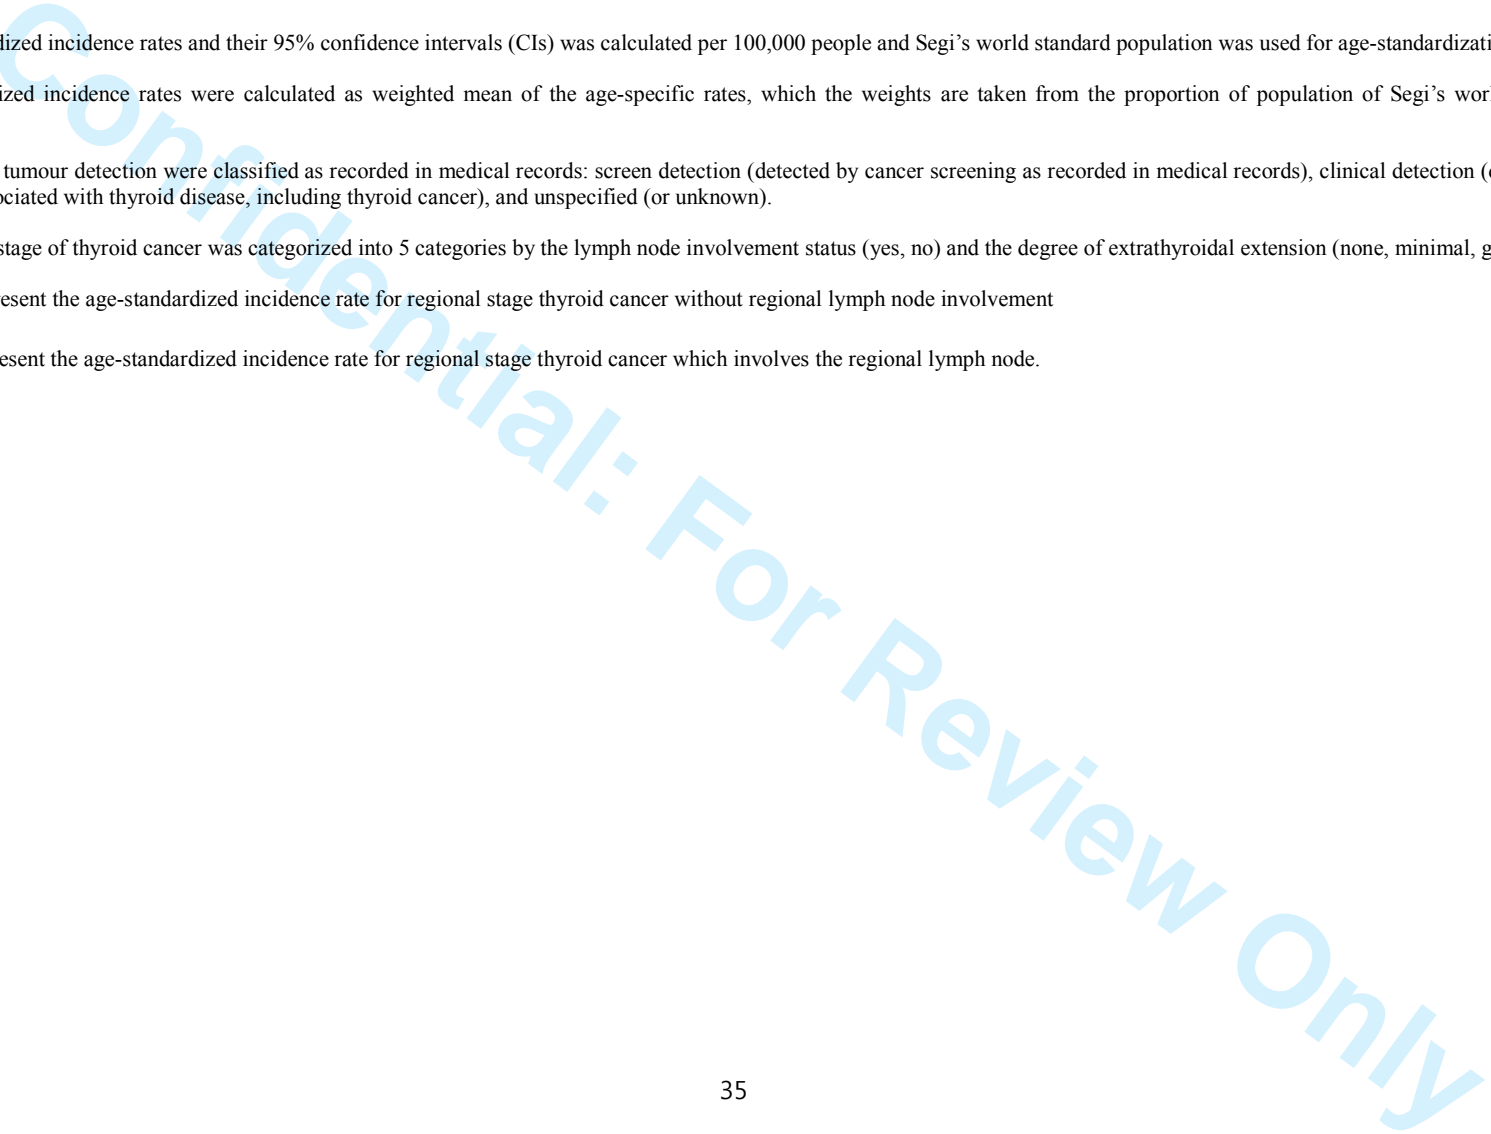 dized incidence rates and their 95% confidence intervals (CIs) was calculated per 100,000 people and Segi’s world standard population was used for age-standardizati
ized incidence rates were calculated as weighted mean of the age-specific rates, which the weights are taken from the proportion of population of Segi’s worl
tumour detection were classified as recorded in medical records: screen detection (detected by cancer screening as recorded in medical records), clinical detection (
ociated with thyroid disease, including thyroid cancer), and unspecified (or unknown).
stage of thyroid cancer was categorized into 5 categories by the lymph node involvement status (yes, no) and the degree of extrathyroidal extension (none, minimal, g
resent the age-standardized incidence rate for regional stage thyroid cancer without regional lymph node involvement
esent the age-standardized incidence rate for regional stage thyroid cancer which involves the regional lymph node.
Confidential: For Review Only
35